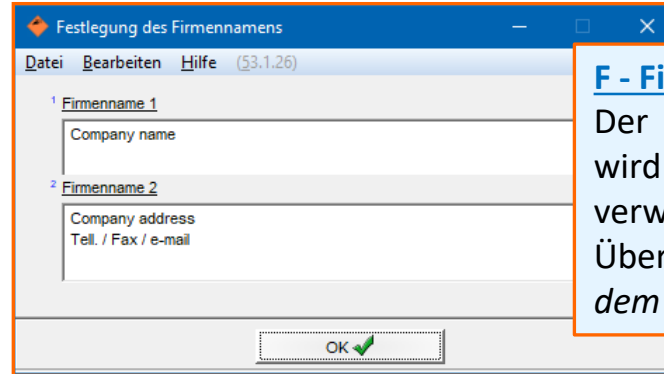 Festlegung des Firmennamens
Datei Bearbeiten Hilfe (53.1.26)
1 Firmenname 1
Company name
2 Firmenname 2
Company address
Tell. / Fax / e-mail
OK
F - Fi
Der
wird
verw
Über
dem